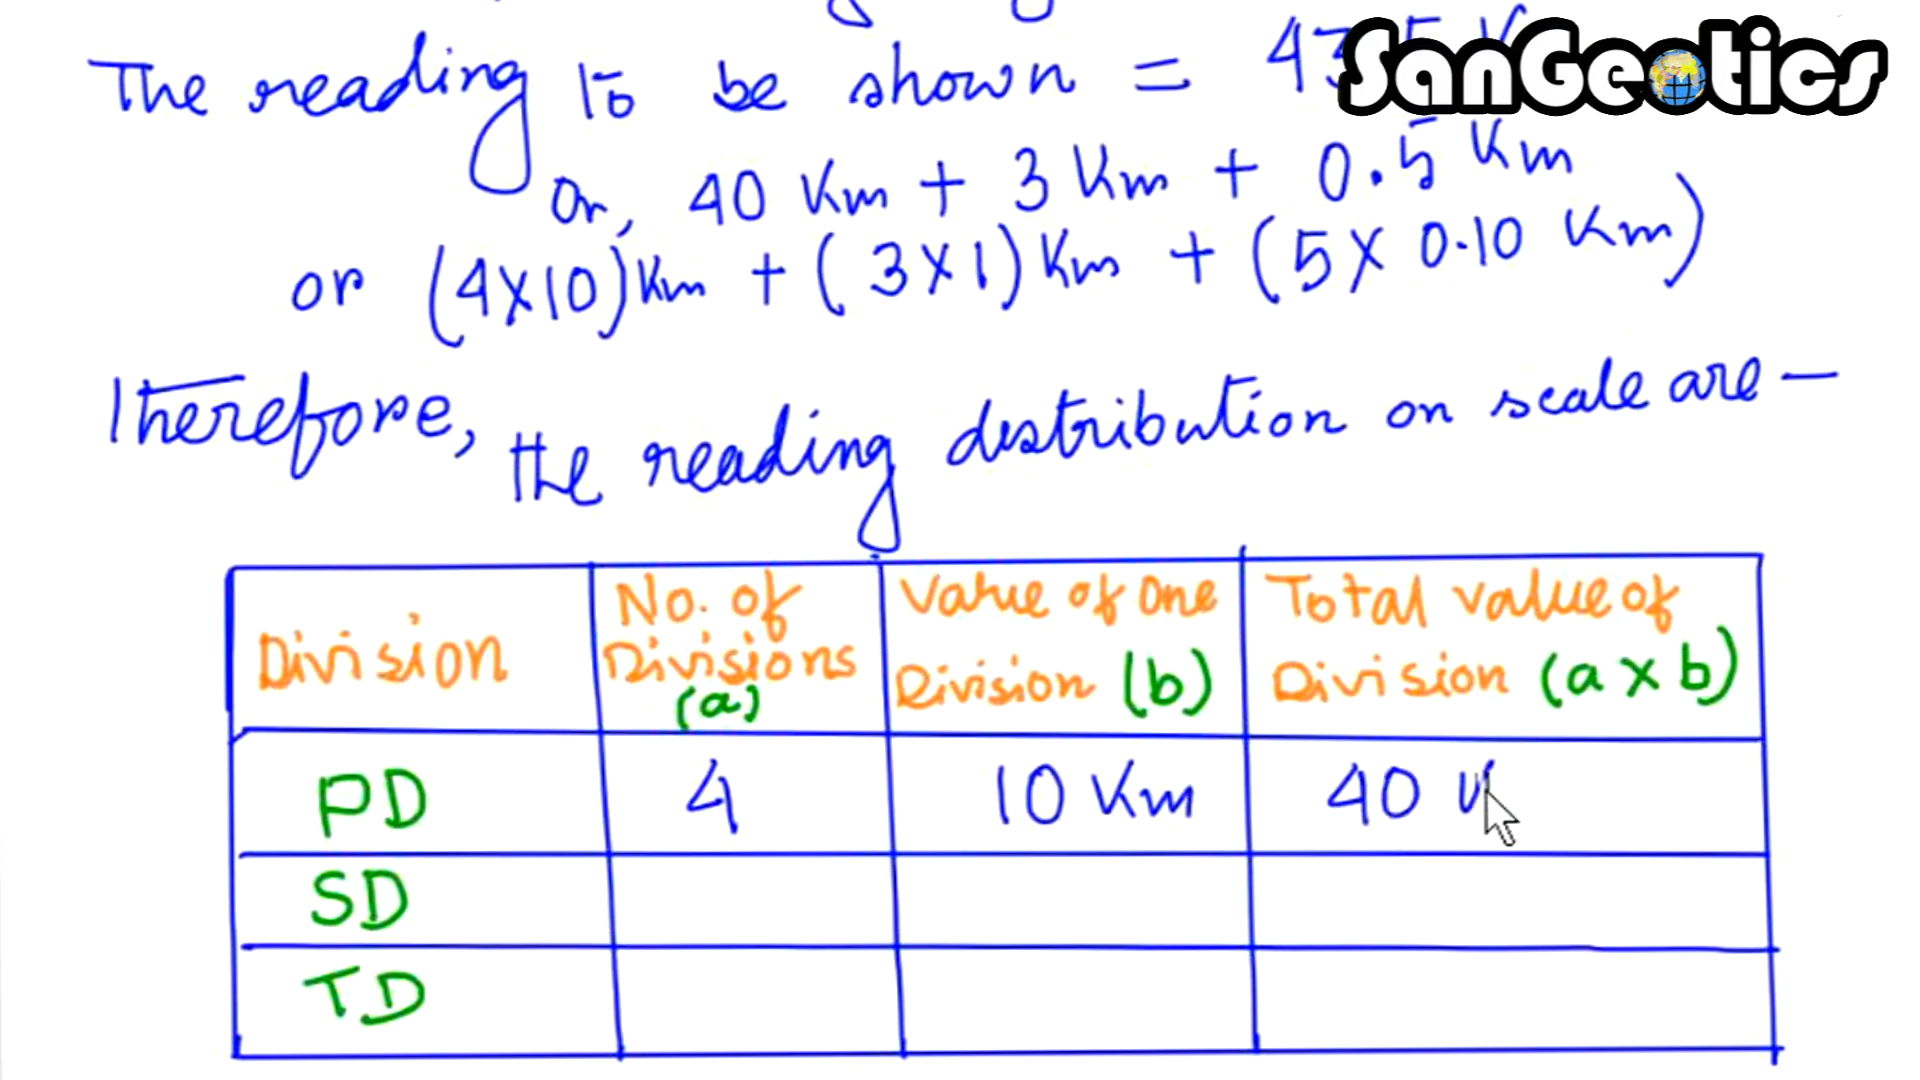 The reading to be shown = 43.5 K
SanGeotics
Or, 40 Km + 3 Km + 0.5 Km
or (4X10)Km + (3X1)Km + (5X 0.10 Km)
Therefore, the reading distribution on scale are —
Division No. of Divisions (a) Value of One Division (b) Total value of Division (a x b)
PD 4 10 Km 40
SD
TD